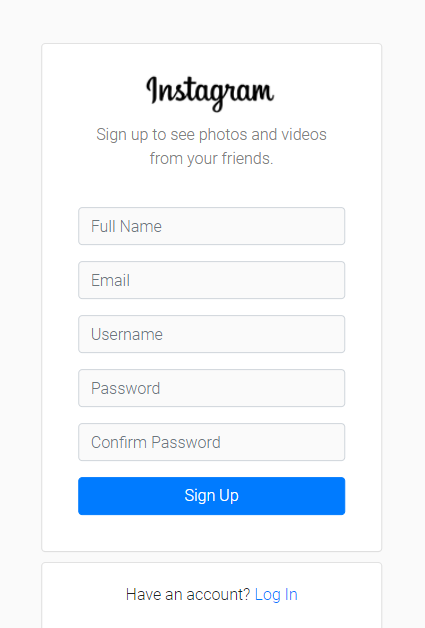 Instagram
Sign up to see photos and videos
from your friends.
Full Name
Email
Username
Password
Confirm Password
Sign Up
Have an account? Log In